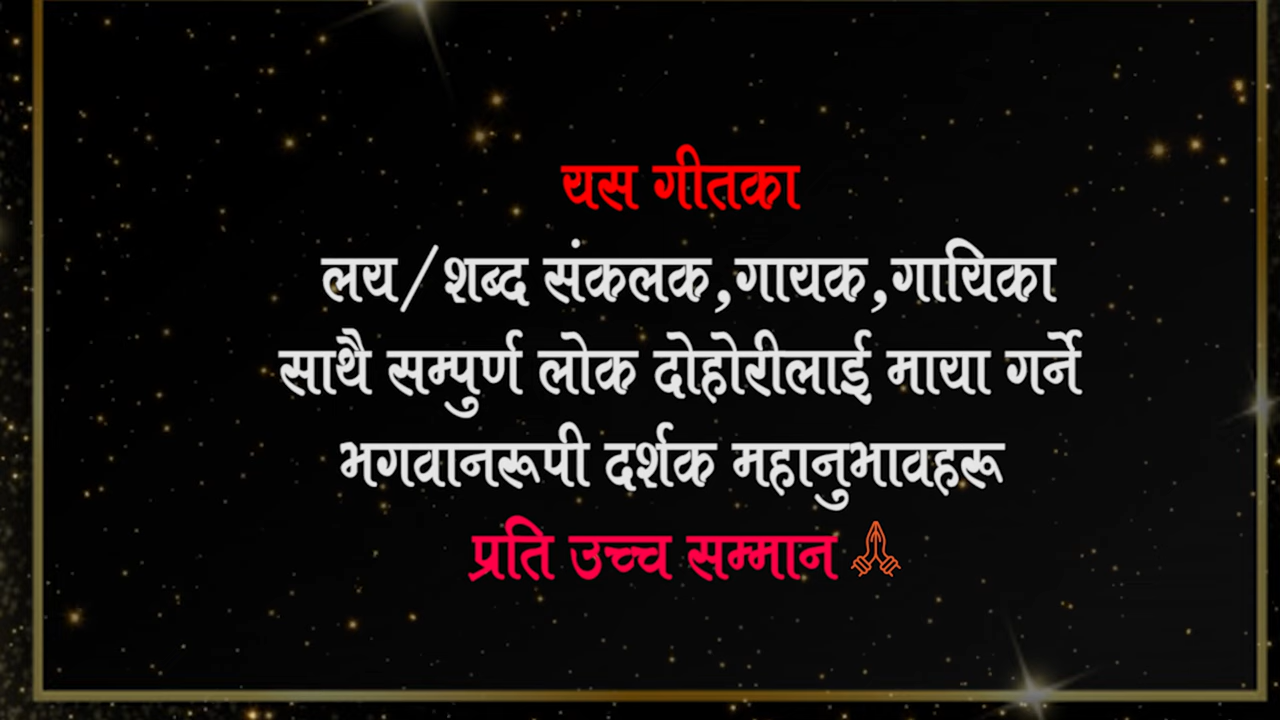 यस गीतका
लय/शब्द संकलक,गायक,गायिका
साथै सम्पुर्ण लोक दोहोरीलाई माया गर्ने
भगवानरूपी दर्शक महानुभावहरू
प्रति उच्च सम्मान